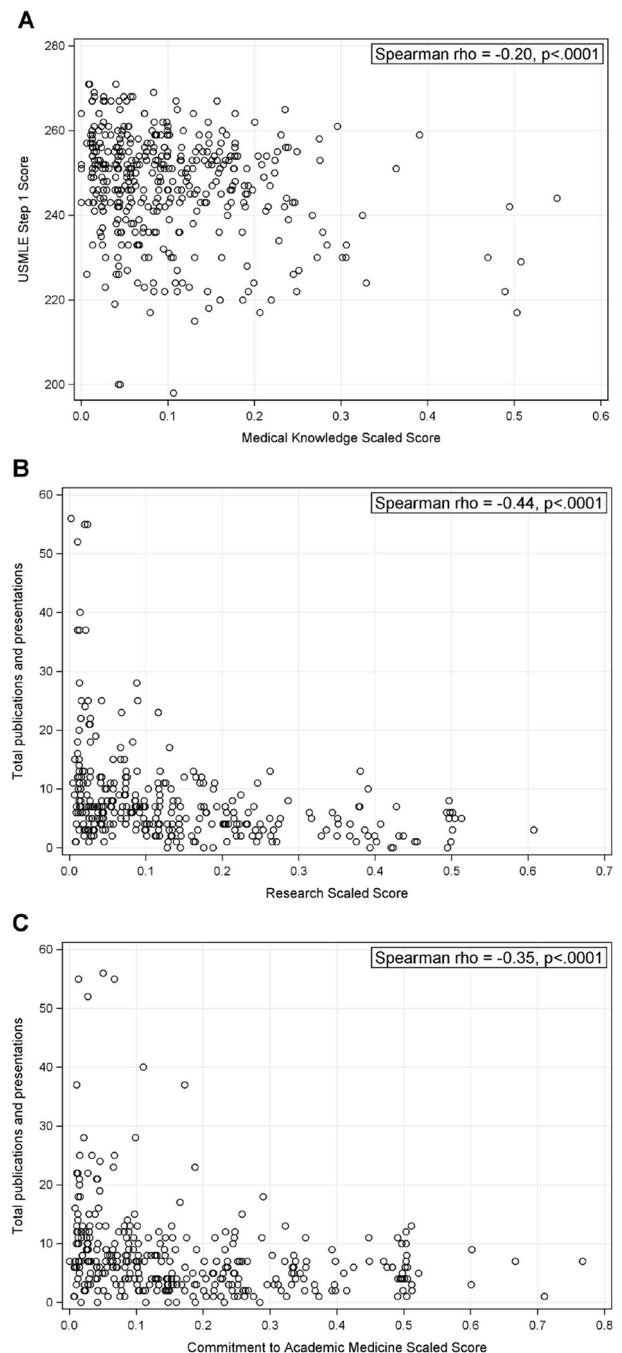 A
Spearman rho = -0.20, p<.0001
USMLE Step 1 Score
280
260
240
220
200
0.0 0.1 0.2 0.3 0.4 0.5 0.6
Medical Knowledge Scaled Score
B
Spearman rho = -0.44, p<.0001
Total publications and presentations
60
50
40
30
20
10
0
0.0 0.1 0.2 0.3 0.4 0.5 0.6 0.7
Research Scaled Score
C
Spearman rho = -0.35, p<.0001
Total publications and presentations
60
50
40
30
20
10
0
0.0 0.1 0.2 0.3 0.4 0.5 0.6 0.7 0.8
Commitment to Academic Medicine Scaled Score